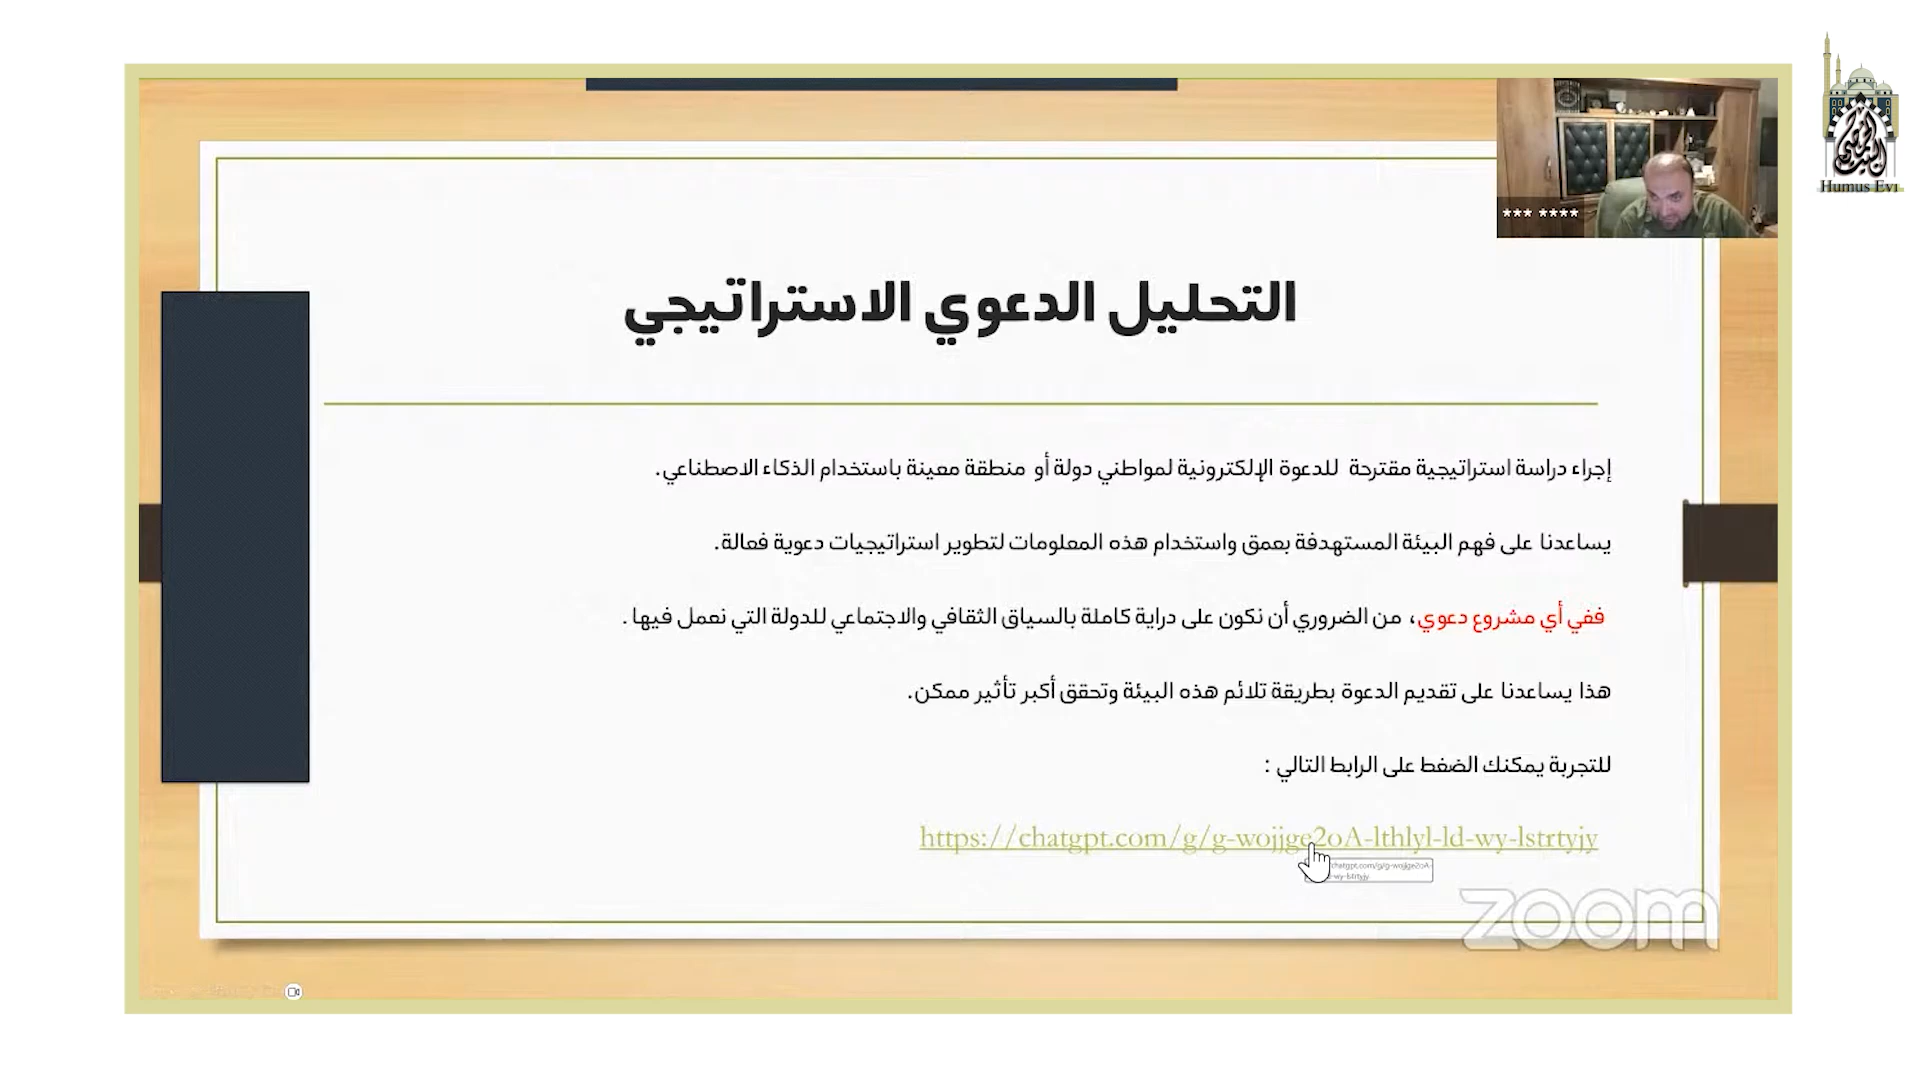 Humus Evi
*** ****
التحليل الدعوي الاستراتيجي
إجراء دراسة استراتيجية مقترحة للدعوة الإلكترونية لمواطني دولة أو منطقة معينة باستخدام الذكاء الاصطناعي.
يساعدنا على فهم البيئة المستهدفة بعمق واستخدام هذه المعلومات لتطوير استراتيجيات دعوية فعالة.
ففي أي مشروع دعوي، من الضروري أن نكون على دراية كاملة بالسياق الثقافي والاجتماعي للدولة التي نعمل فيها .
هذا يساعدنا على تقديم الدعوة بطريقة تلائم هذه البيئة وتحقق أكبر تأثير ممكن.
للتجربة يمكنك الضغط على الرابط التالي :
https://chatgpt.com/g/g-wojjge2oA-lthlyl-ld-wy-lstrtyjy
zoom